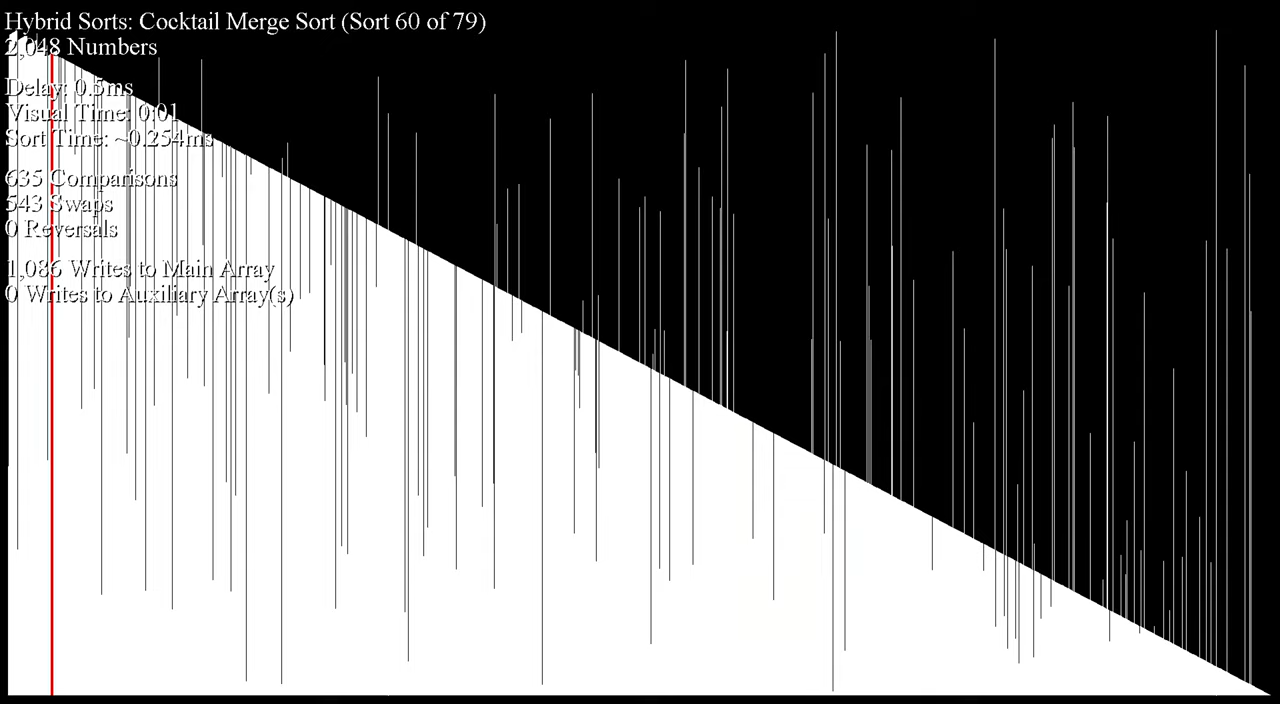 Hybrid Sorts: Cocktail Merge Sort (Sort 60 of 79)
2,048 Numbers
Delay: 0.5ms
Visual Time: 0:01
Sort Time: ~0.254ms
635 Comparisons
543 Swaps
0 Reversals
1,086 Writes to Main Array
0 Writes to Auxiliary Array(s)